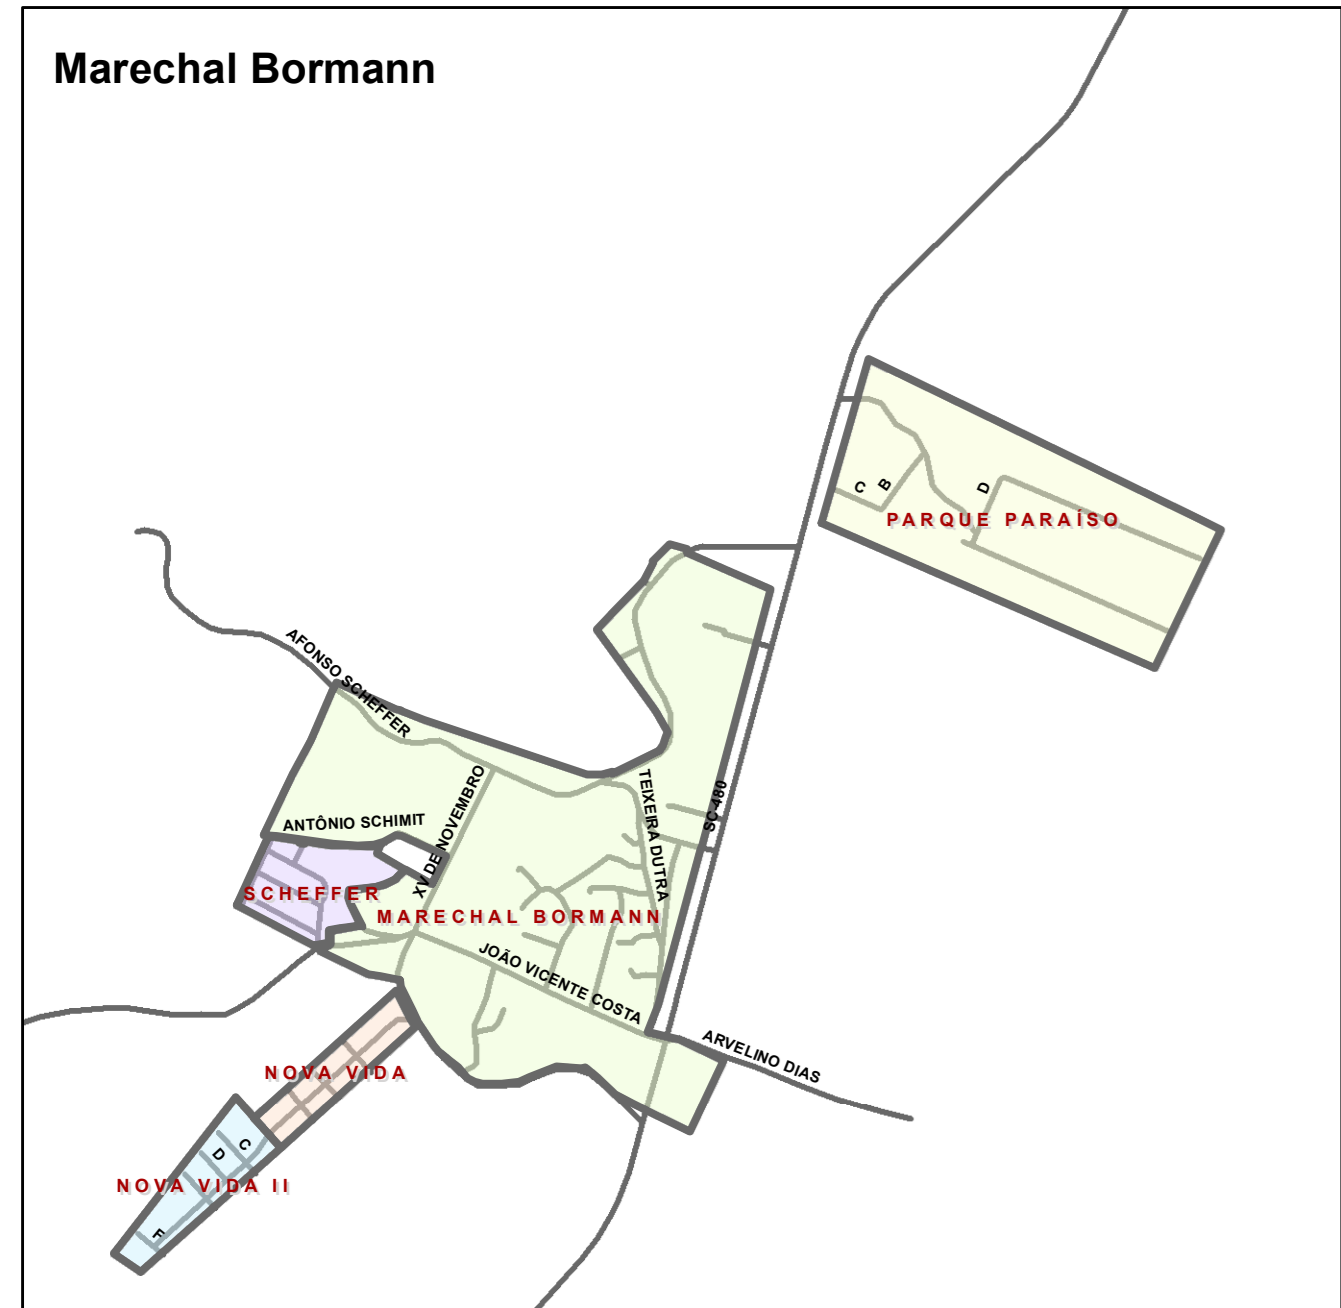 Marechal Bormann
C
B
D
PARQUE PARAÍSO
AFONSO SCHEFFER
TEIXEIRA DUTRA
SC-480
XV DE NOVEMBRO
ANTÔNIO SCHIMIT
SCHEFFER
MARECHAL BORMANN
JOÃO VICENTE COSTA
ARVELINO DIAS
NOVA VIDA
C
D
NOVA VIDA II
F